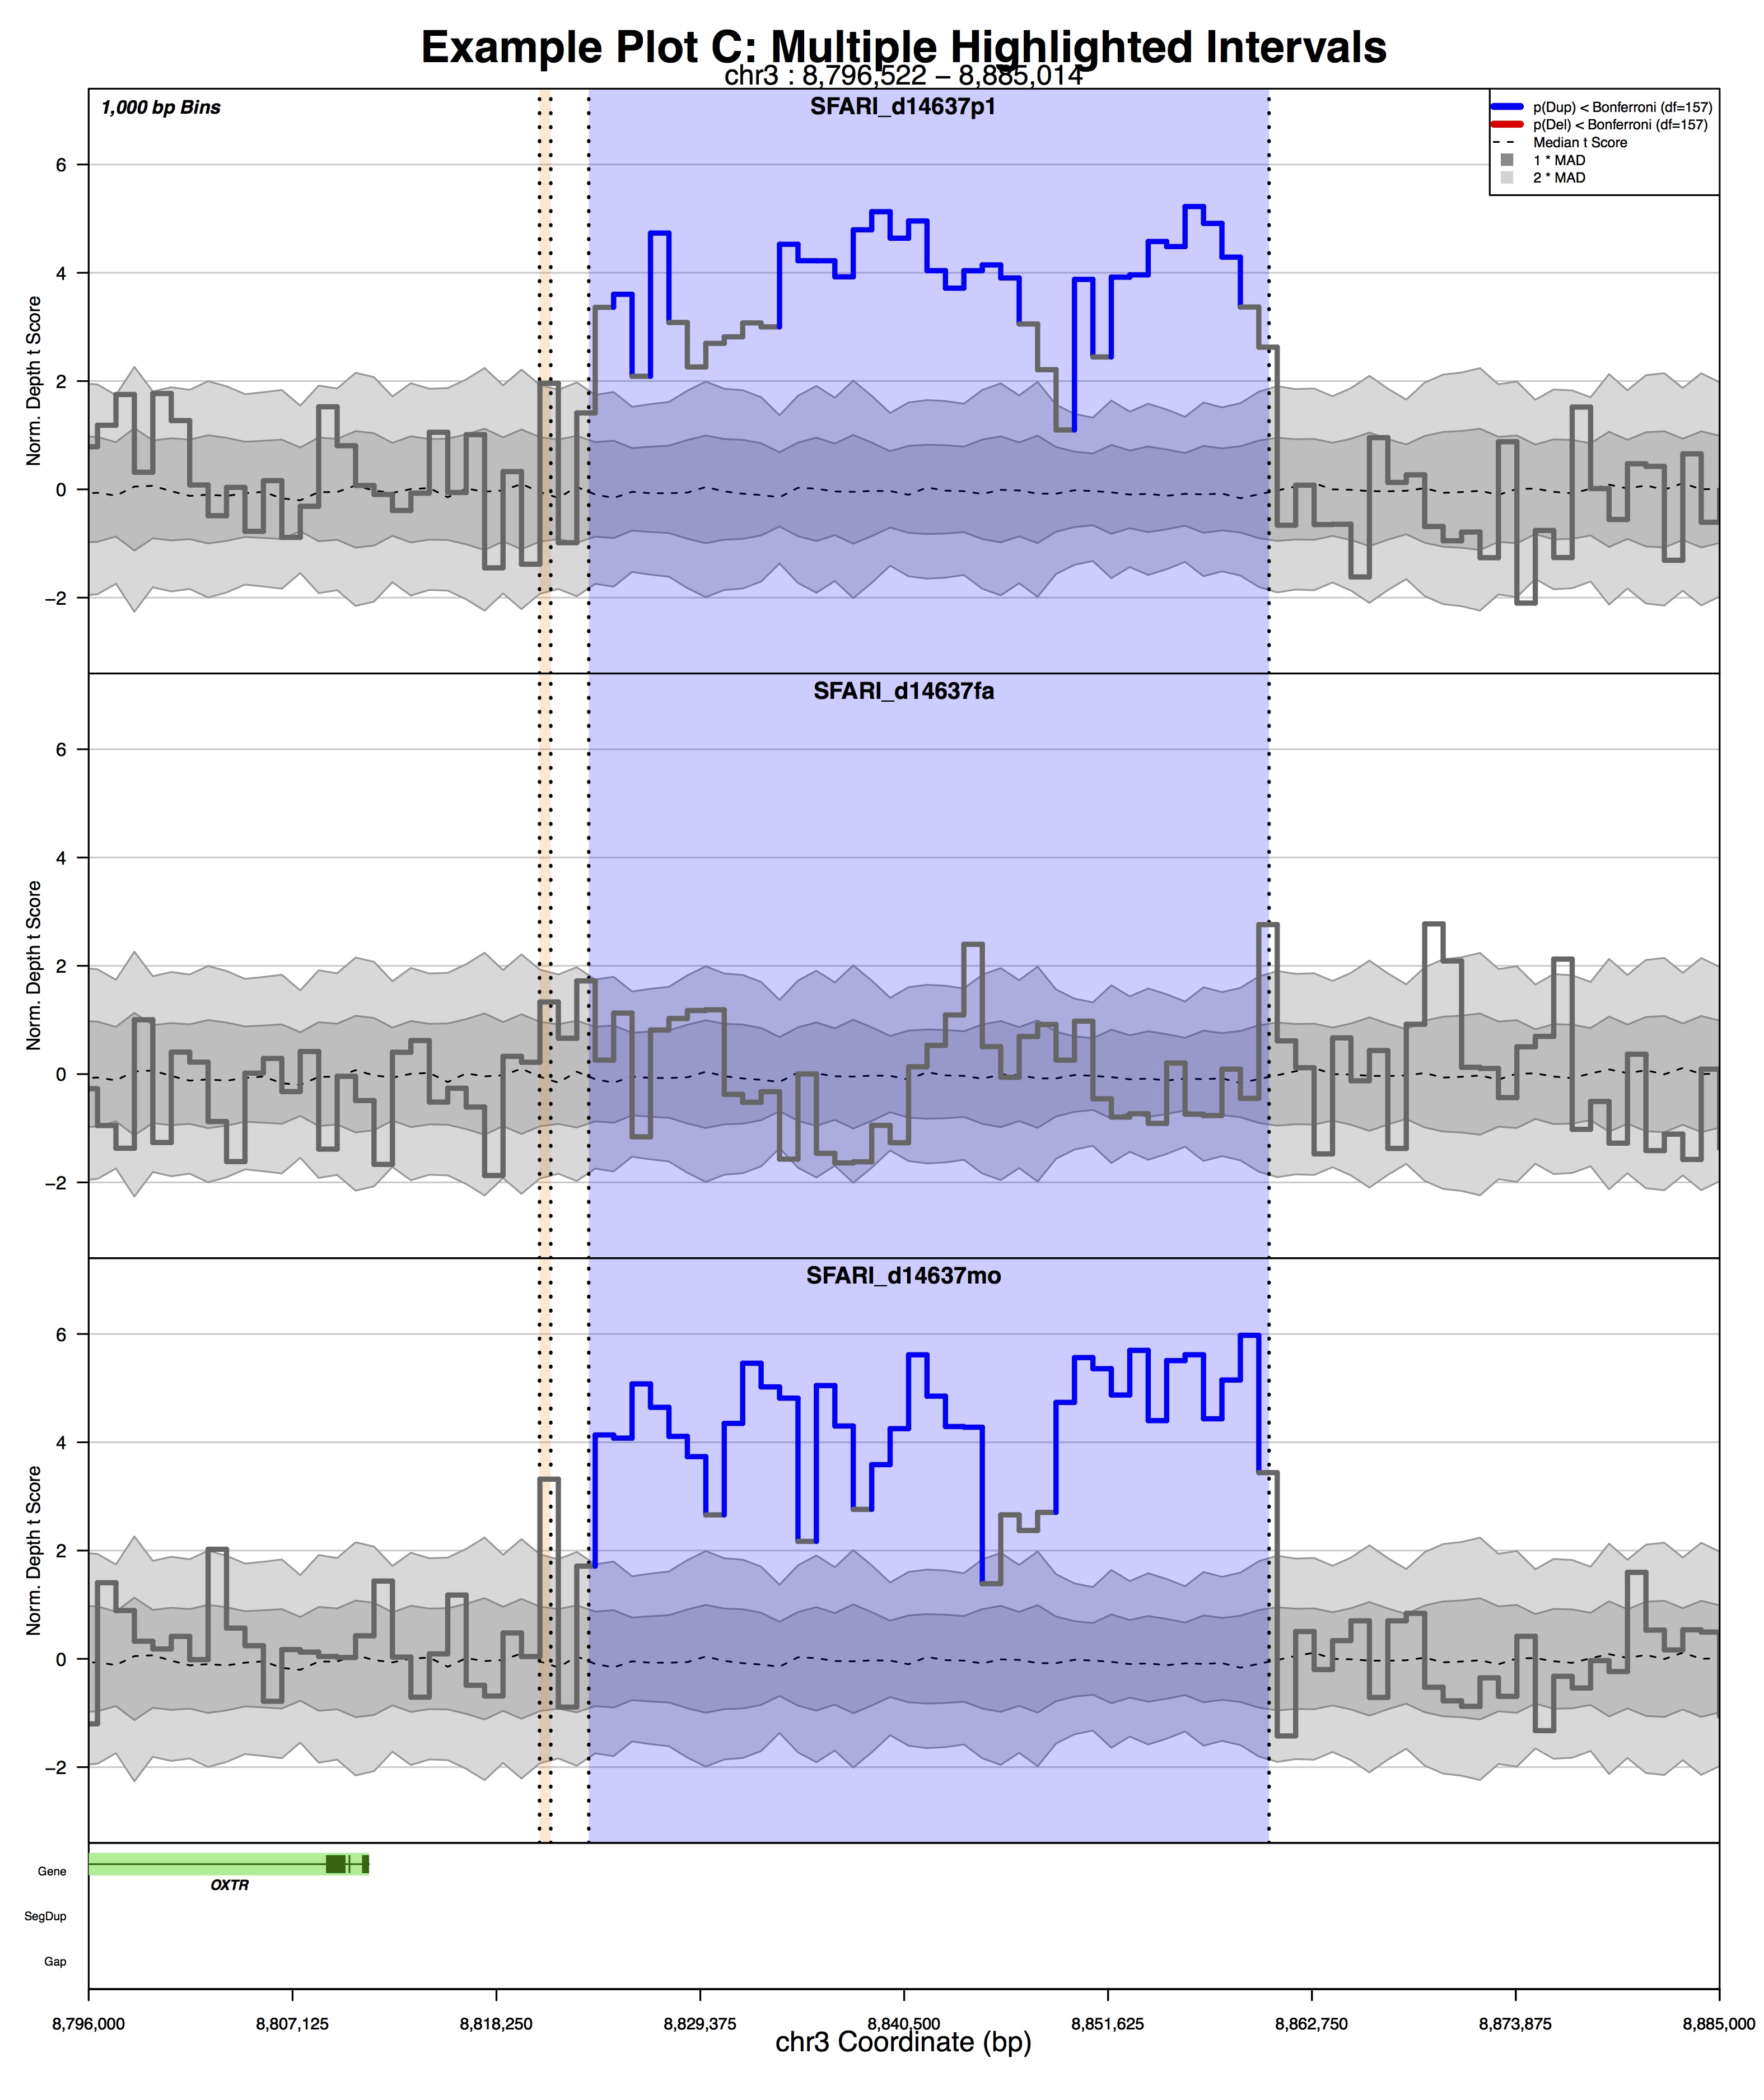 Example Plot C: Multiple Highlighted Intervals
chr3 : 8,796,522 – 8,885,014
1,000 bp Bins
SFARI_d14637p1
p(Dup) < Bonferroni (df=157)
p(Del) < Bonferroni (df=157)
Median t Score
1 * MAD
2 * MAD
6
4
2
0
−2
Norm. Depth t Score
SFARI_d14637fa
6
4
2
0
−2
Norm. Depth t Score
SFARI_d14637mo
6
4
2
0
−2
Norm. Depth t Score
Gene
OXTR
SegDup
Gap
8,796,000 8,807,125 8,818,250 8,829,375 8,840,500 8,851,625 8,862,750 8,873,875 8,885,000
chr3 Coordinate (bp)